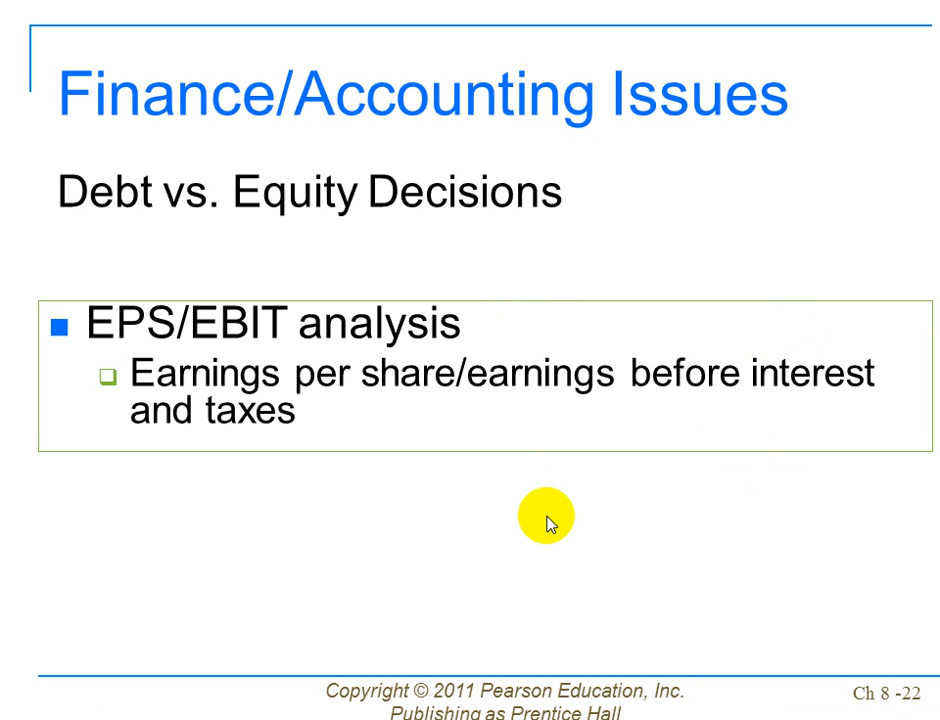 Finance/Accounting Issues
Debt vs. Equity Decisions
EPS/EBIT analysis
Earnings per share/earnings before interest
and taxes
Copyright © 2011 Pearson Education, Inc.
Publishing as Prentice Hall
Ch 8 -22